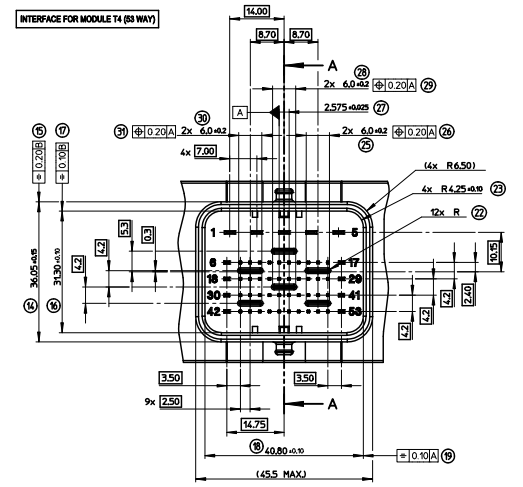 INTERFACE FOR MODULE T4 (53 WAY)
14.00
8.70 8.70
A
28
2x 6,0 +0.2 ⌖ 0.20 A 29
A 2.575 ±0.025 27
30
31 ⌖ 0.20 A 2x 6,0 +0.2
2x 6,0 +0.2 ⌖ 0.20 A 26
25
4x 7.00
15 17
⌯ 0.20 B
⌯ 0.10 B
(4x R 6,50)
4x R 4,25 +0.10 23
12x R 22
1 5
6 17
18 29
30 41
42 53
36.05 ±0.15
14
31.30 +0.10
16
4.2
4.2
5.3
0.3
10.15
2.40
4.2
4.2
4.2
3.50 3.50
9x 2.50
A
14.75
18 40.80 +0.10 ⌯ 0.10 A 19
(45.5 MAX.)